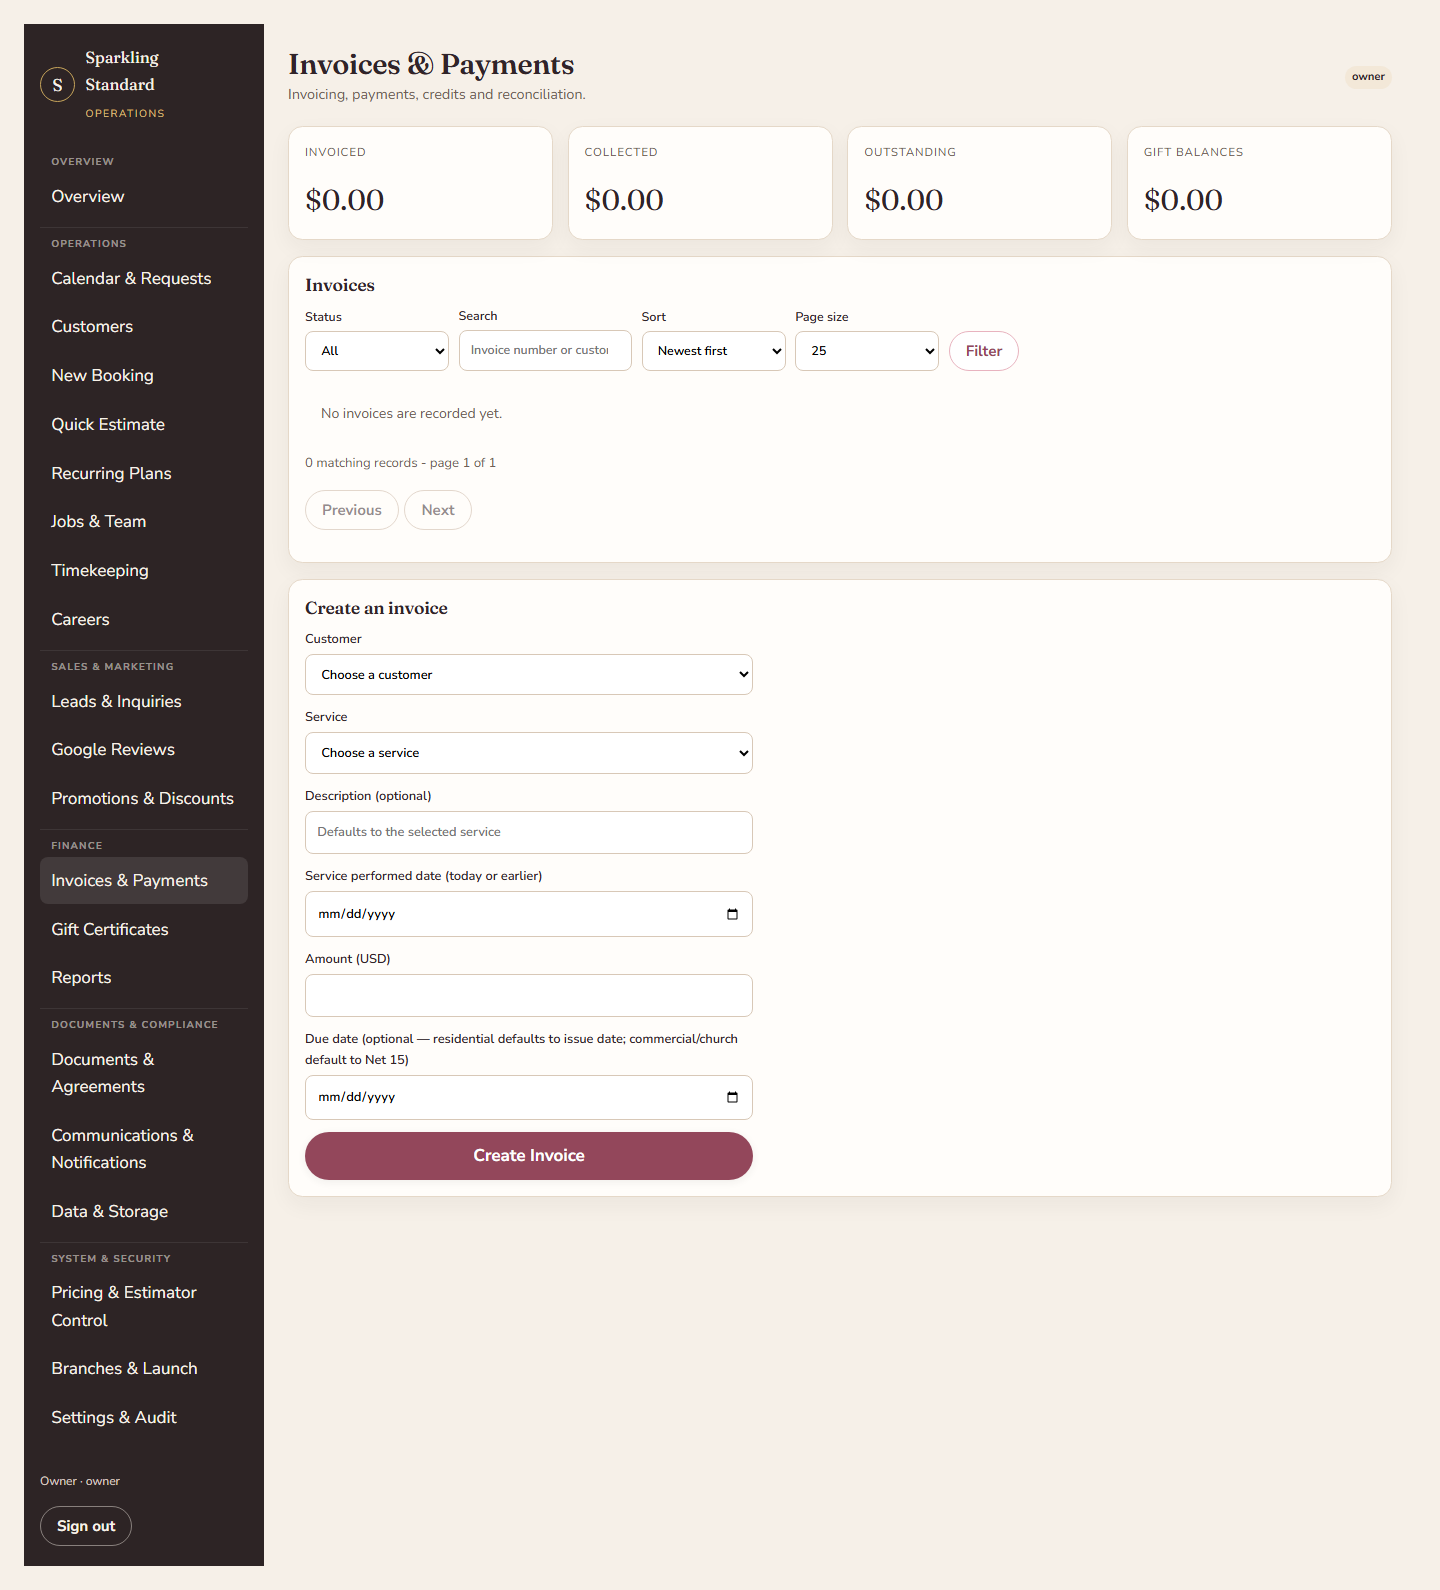 S
Sparkling
Standard
OPERATIONS
OVERVIEW
Overview
OPERATIONS
Calendar & Requests
Customers
New Booking
Quick Estimate
Recurring Plans
Jobs & Team
Timekeeping
Careers
SALES & MARKETING
Leads & Inquiries
Google Reviews
Promotions & Discounts
FINANCE
Invoices & Payments
Gift Certificates
Reports
DOCUMENTS & COMPLIANCE
Documents &
Agreements
Communications &
Notifications
Data & Storage
SYSTEM & SECURITY
Pricing & Estimator
Control
Branches & Launch
Settings & Audit
Owner · owner
Sign out
Invoices & Payments
Invoicing, payments, credits and reconciliation.
owner
INVOICED
$0.00
COLLECTED
$0.00
OUTSTANDING
$0.00
GIFT BALANCES
$0.00
Invoices
Status
All
Search
Invoice number or custo
Sort
Newest first
Page size
25
Filter
No invoices are recorded yet.
0 matching records - page 1 of 1
Previous
Next
Create an invoice
Customer
Choose a customer
Service
Choose a service
Description (optional)
Defaults to the selected service
Service performed date (today or earlier)
mm/dd/yyyy
Amount (USD)
Due date (optional — residential defaults to issue date; commercial/church
default to Net 15)
mm/dd/yyyy
Create Invoice